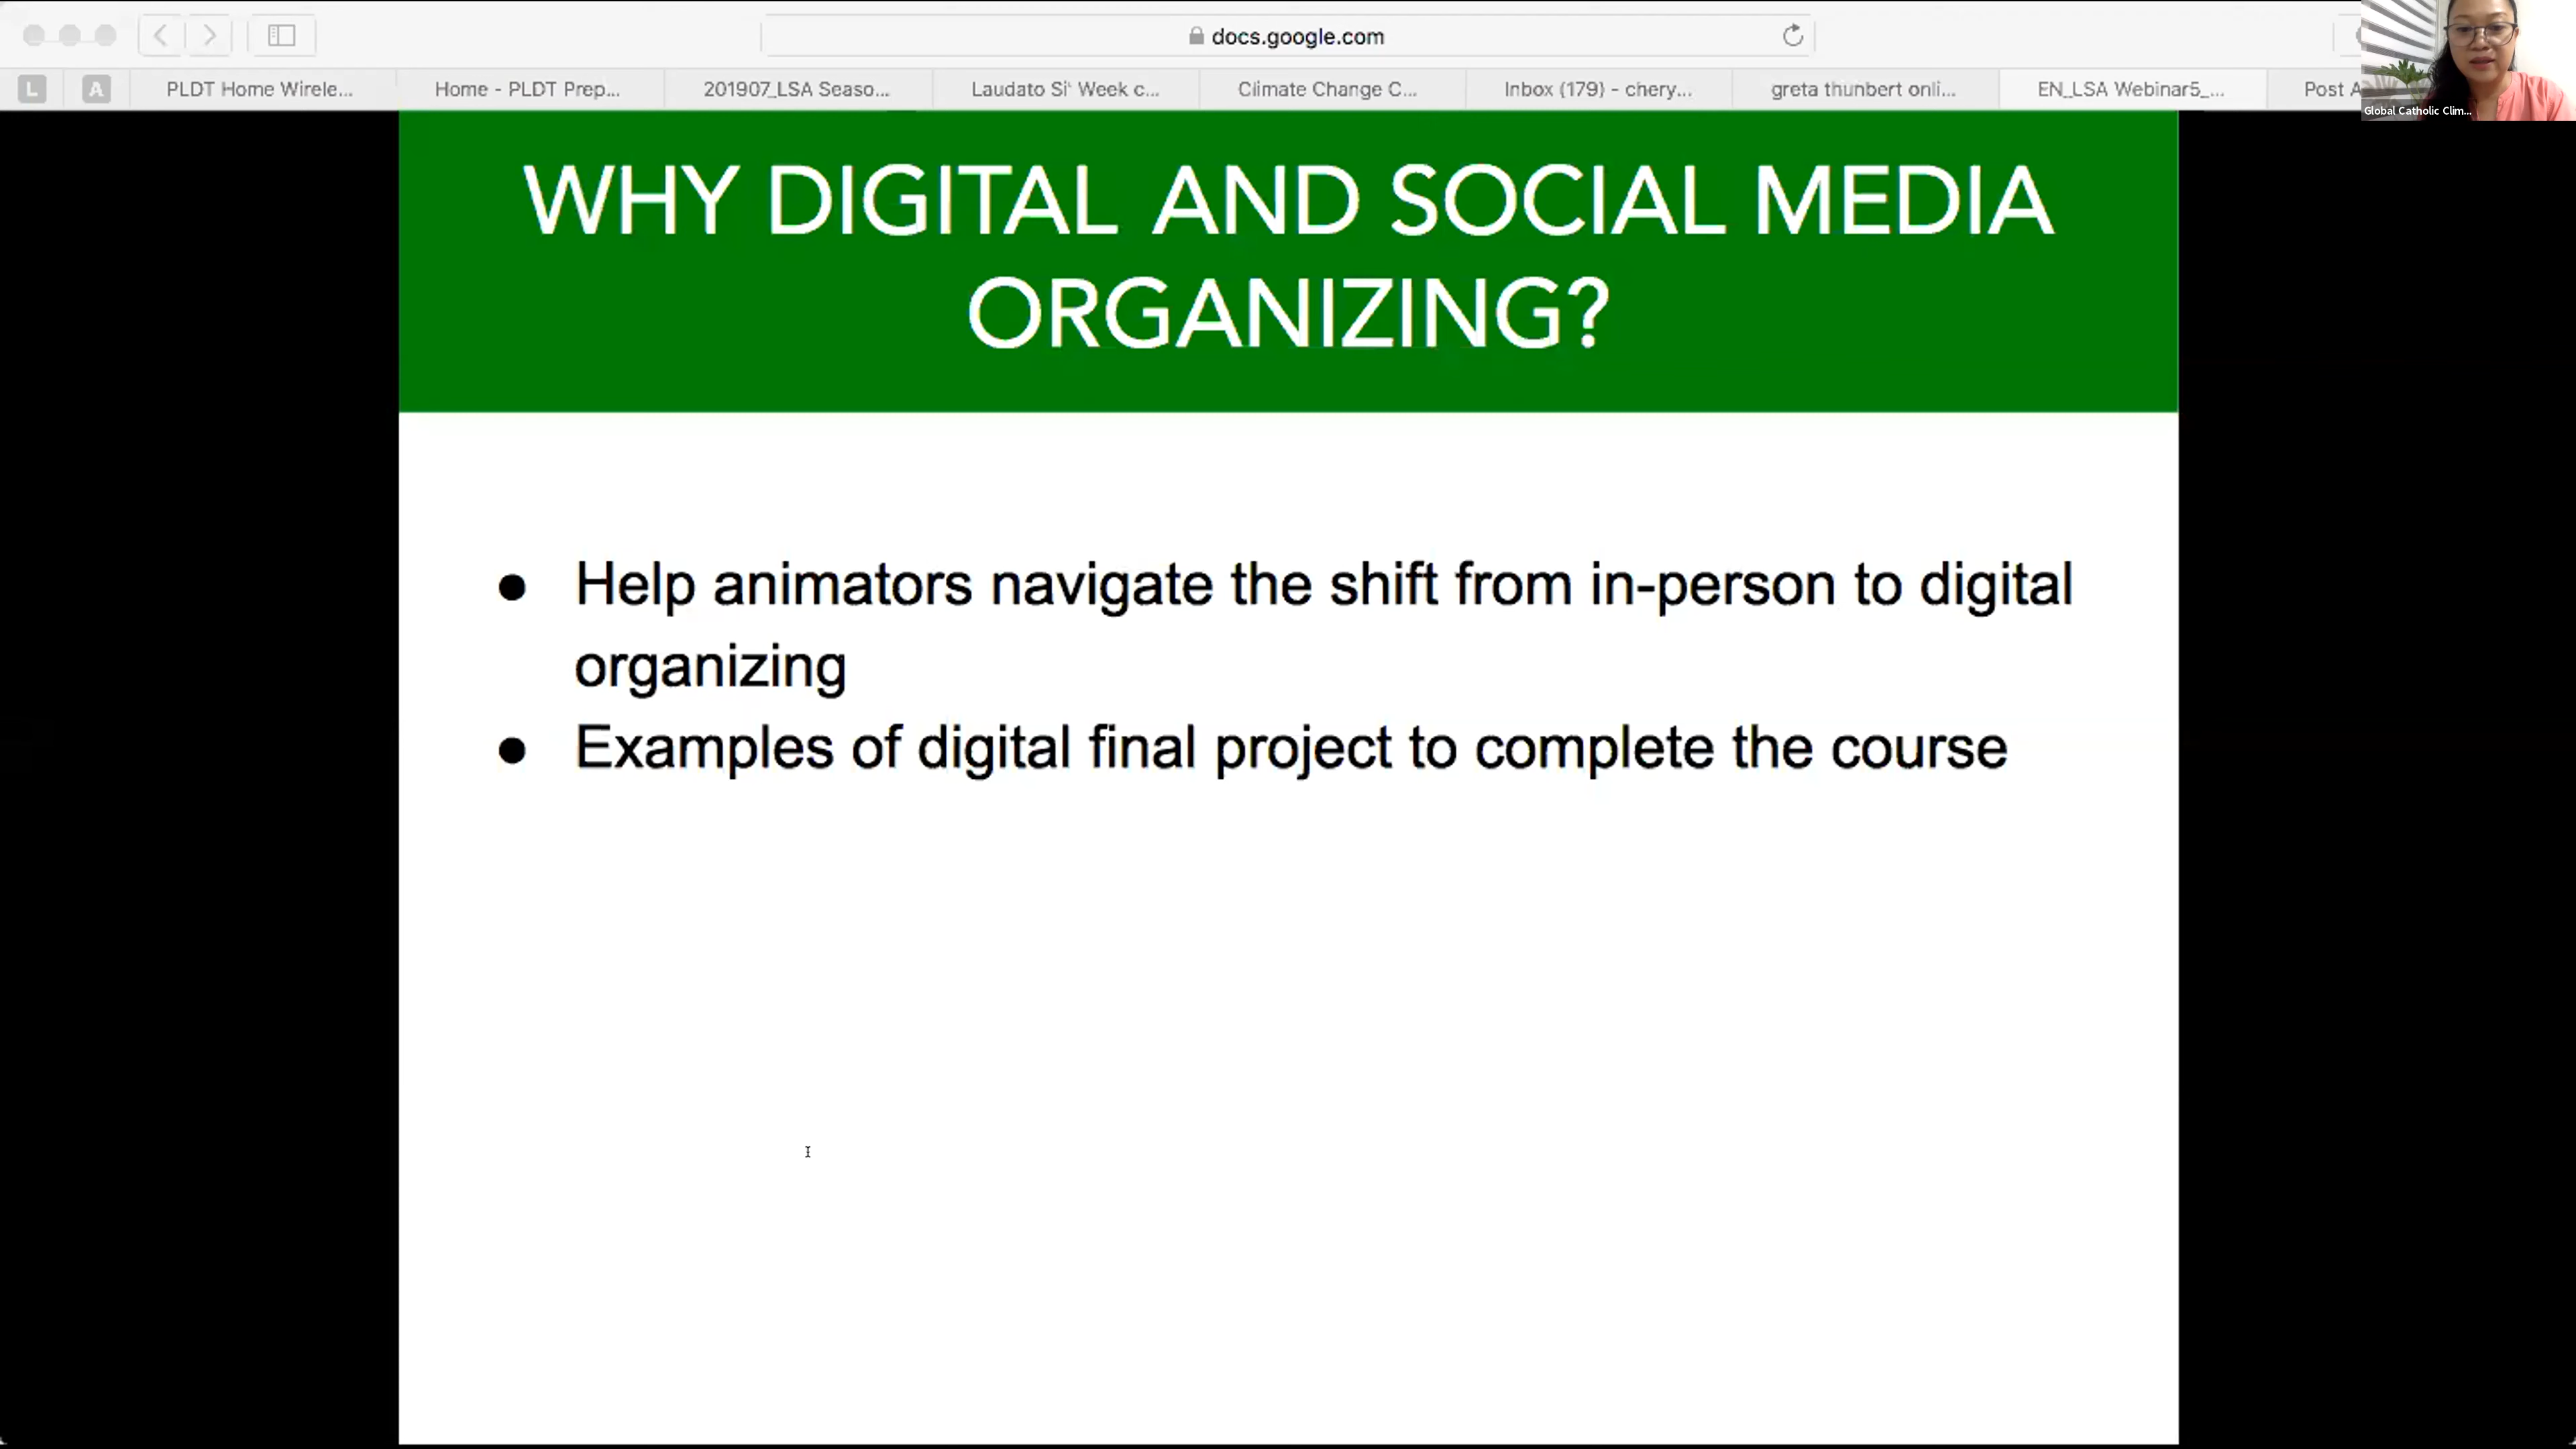 docs.google.com
L
A
PLDT Home Wirele...
Home - PLDT Prep...
201907_LSA Seaso...
Laudato Si' Week c...
Climate Change C...
Inbox (179) - chery...
greta thunbert onli...
EN_LSA Webinar5_...
Post A
Global Catholic Clim...
WHY DIGITAL AND SOCIAL MEDIA
ORGANIZING?
● Help animators navigate the shift from in-person to digital
organizing
● Examples of digital final project to complete the course